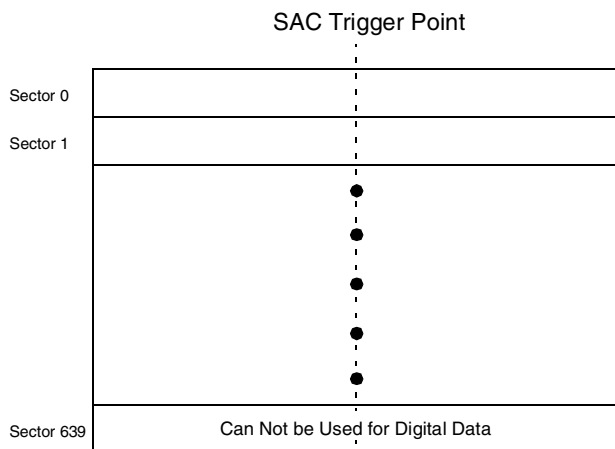 SAC Trigger Point
Sector 0
Sector 1
Sector 639
Can Not be Used for Digital Data